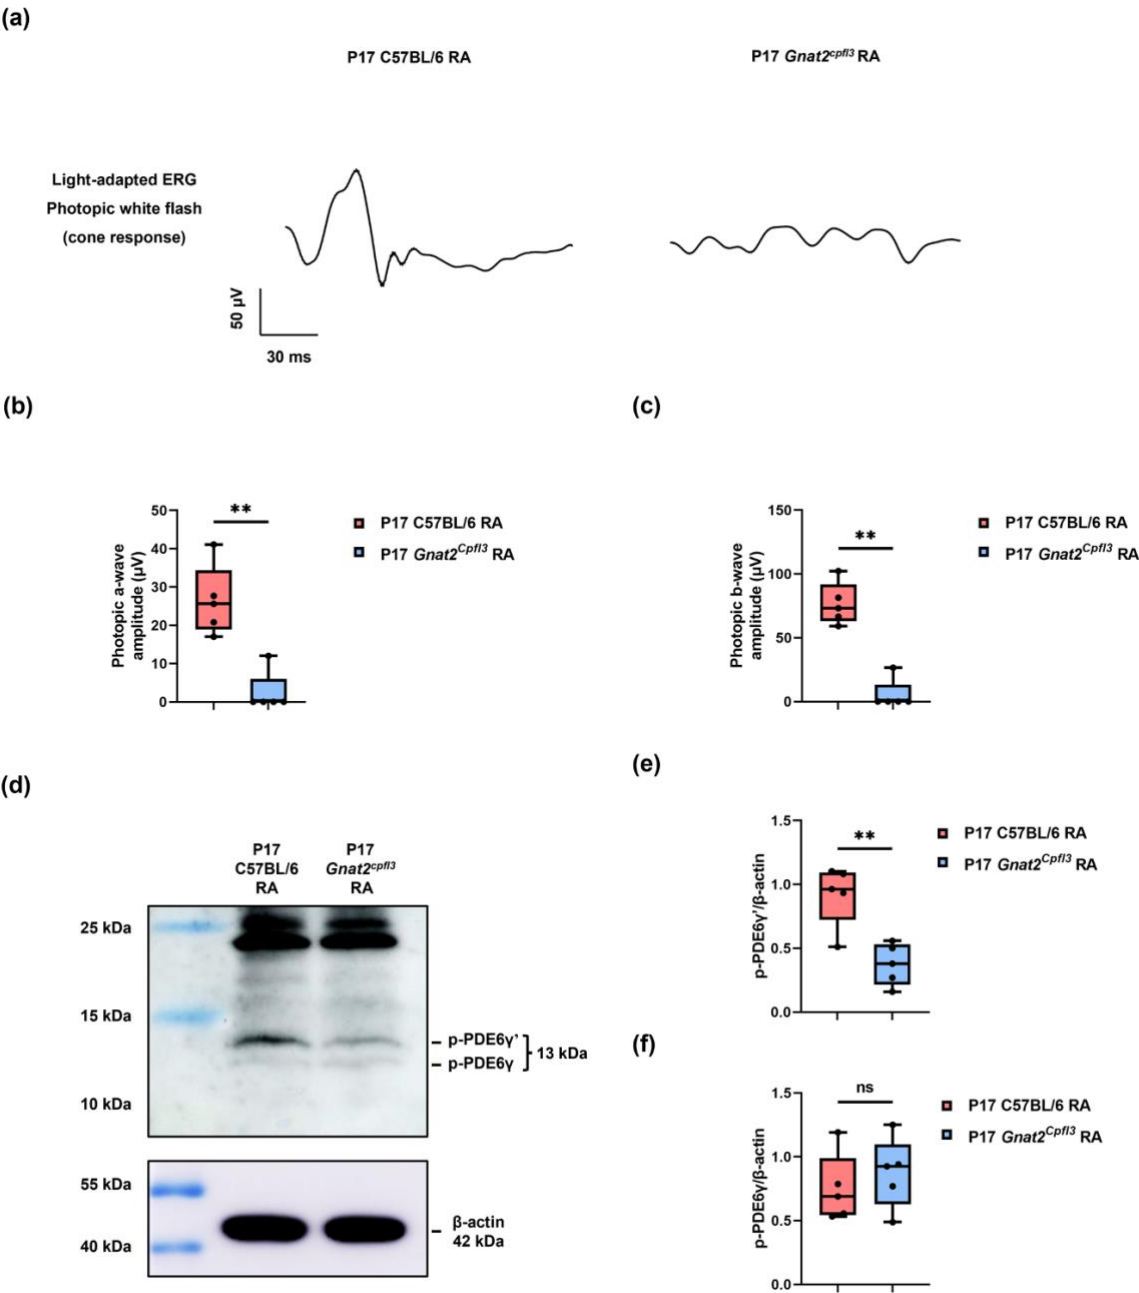 (a)
P17 C57BL/6 RA
P17 Gnat2cpfl3 RA
Light-adapted ERG
Photopic white flash
(cone response)
50 µV
30 ms
(b)
Photopic a-wave
amplitude (µV)
50
40
30
20
10
0
**
P17 C57BL/6 RA
P17 Gnat2Cpfl3 RA
(c)
Photopic b-wave
amplitude (µV)
150
100
50
0
**
P17 C57BL/6 RA
P17 Gnat2Cpfl3 RA
(d)
P17
C57BL/6
RA
P17
Gnat2cpfl3
RA
25 kDa
15 kDa
10 kDa
p-PDE6γ'
p-PDE6γ
13 kDa
55 kDa
40 kDa
β-actin
42 kDa
(e)
p-PDE6γ'/β-actin
1.5
1.0
0.5
0.0
**
P17 C57BL/6 RA
P17 Gnat2Cpfl3 RA
(f)
p-PDE6γ/β-actin
1.5
1.0
0.5
0.0
ns
P17 C57BL/6 RA
P17 Gnat2Cpfl3 RA